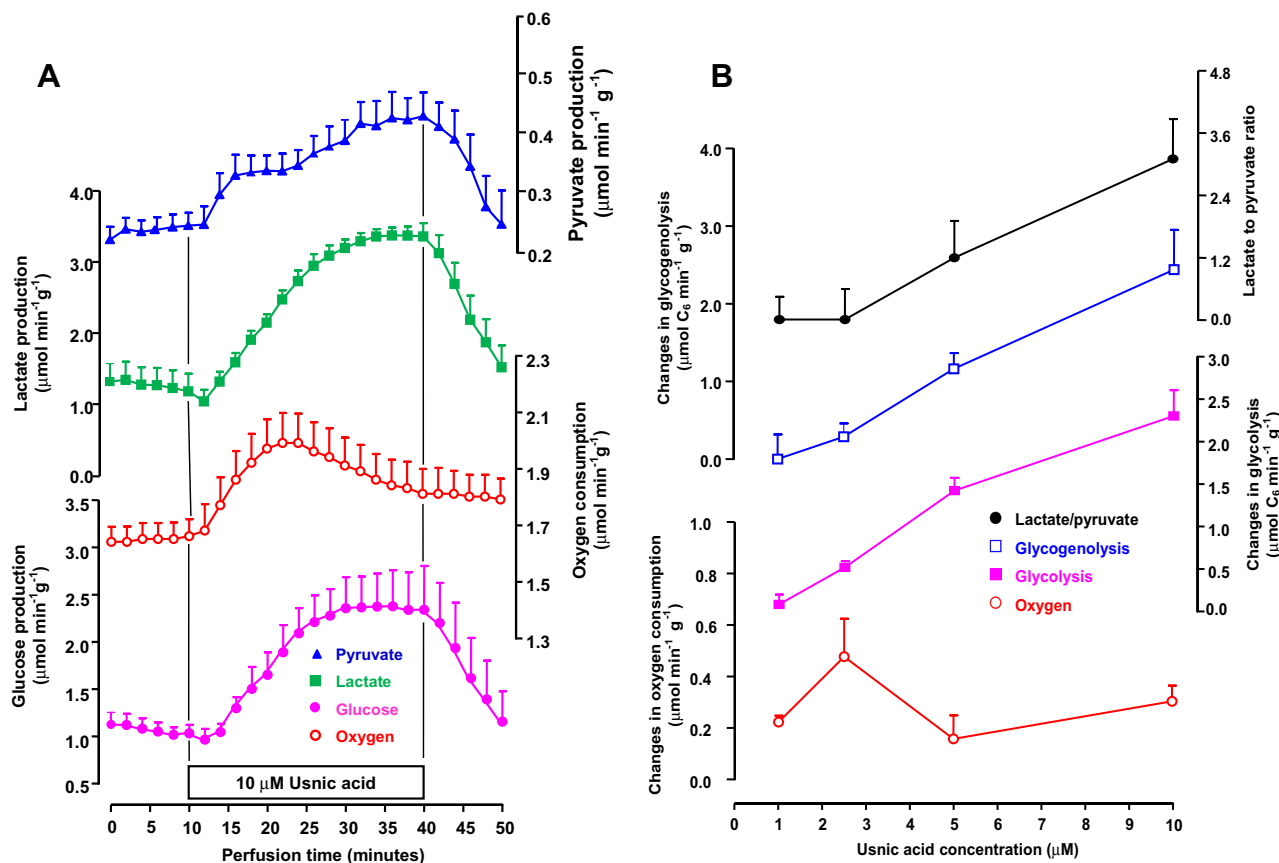 A
0.6
0.5
0.4
0.3
0.2
Pyruvate production
(μmol min⁻¹ g⁻¹)
4.0
3.0
2.0
1.0
0.0
Lactate production
(μmol min⁻¹g⁻¹)
2.3
2.1
1.9
1.7
1.5
1.3
Oxygen consumption
(μmol min⁻¹g⁻¹)
3.5
3.0
2.5
2.0
1.5
1.0
0.5
Glucose production
(μmol min⁻¹g⁻¹)
Pyruvate
Lactate
Glucose
Oxygen
10 μM Usnic acid
0 5 10 15 20 25 30 35 40 45 50
Perfusion time (minutes)
B
4.8
3.6
2.4
1.2
0.0
Lactate to pyruvate ratio
4.0
3.0
2.0
1.0
0.0
Changes in glycogenolysis
(μmol C₆ min⁻¹ g⁻¹)
3.0
2.5
2.0
1.5
1.0
0.5
0.0
Changes in glycolysis
(μmol C₆ min⁻¹ g⁻¹)
1.0
0.8
0.6
0.4
0.2
0.0
Changes in oxygen consumption
(μmol min⁻¹ g⁻¹)
Lactate/pyruvate
Glycogenolysis
Glycolysis
Oxygen
0 1 2 3 4 5 6 7 8 9 10
Usnic acid concentration (μM)